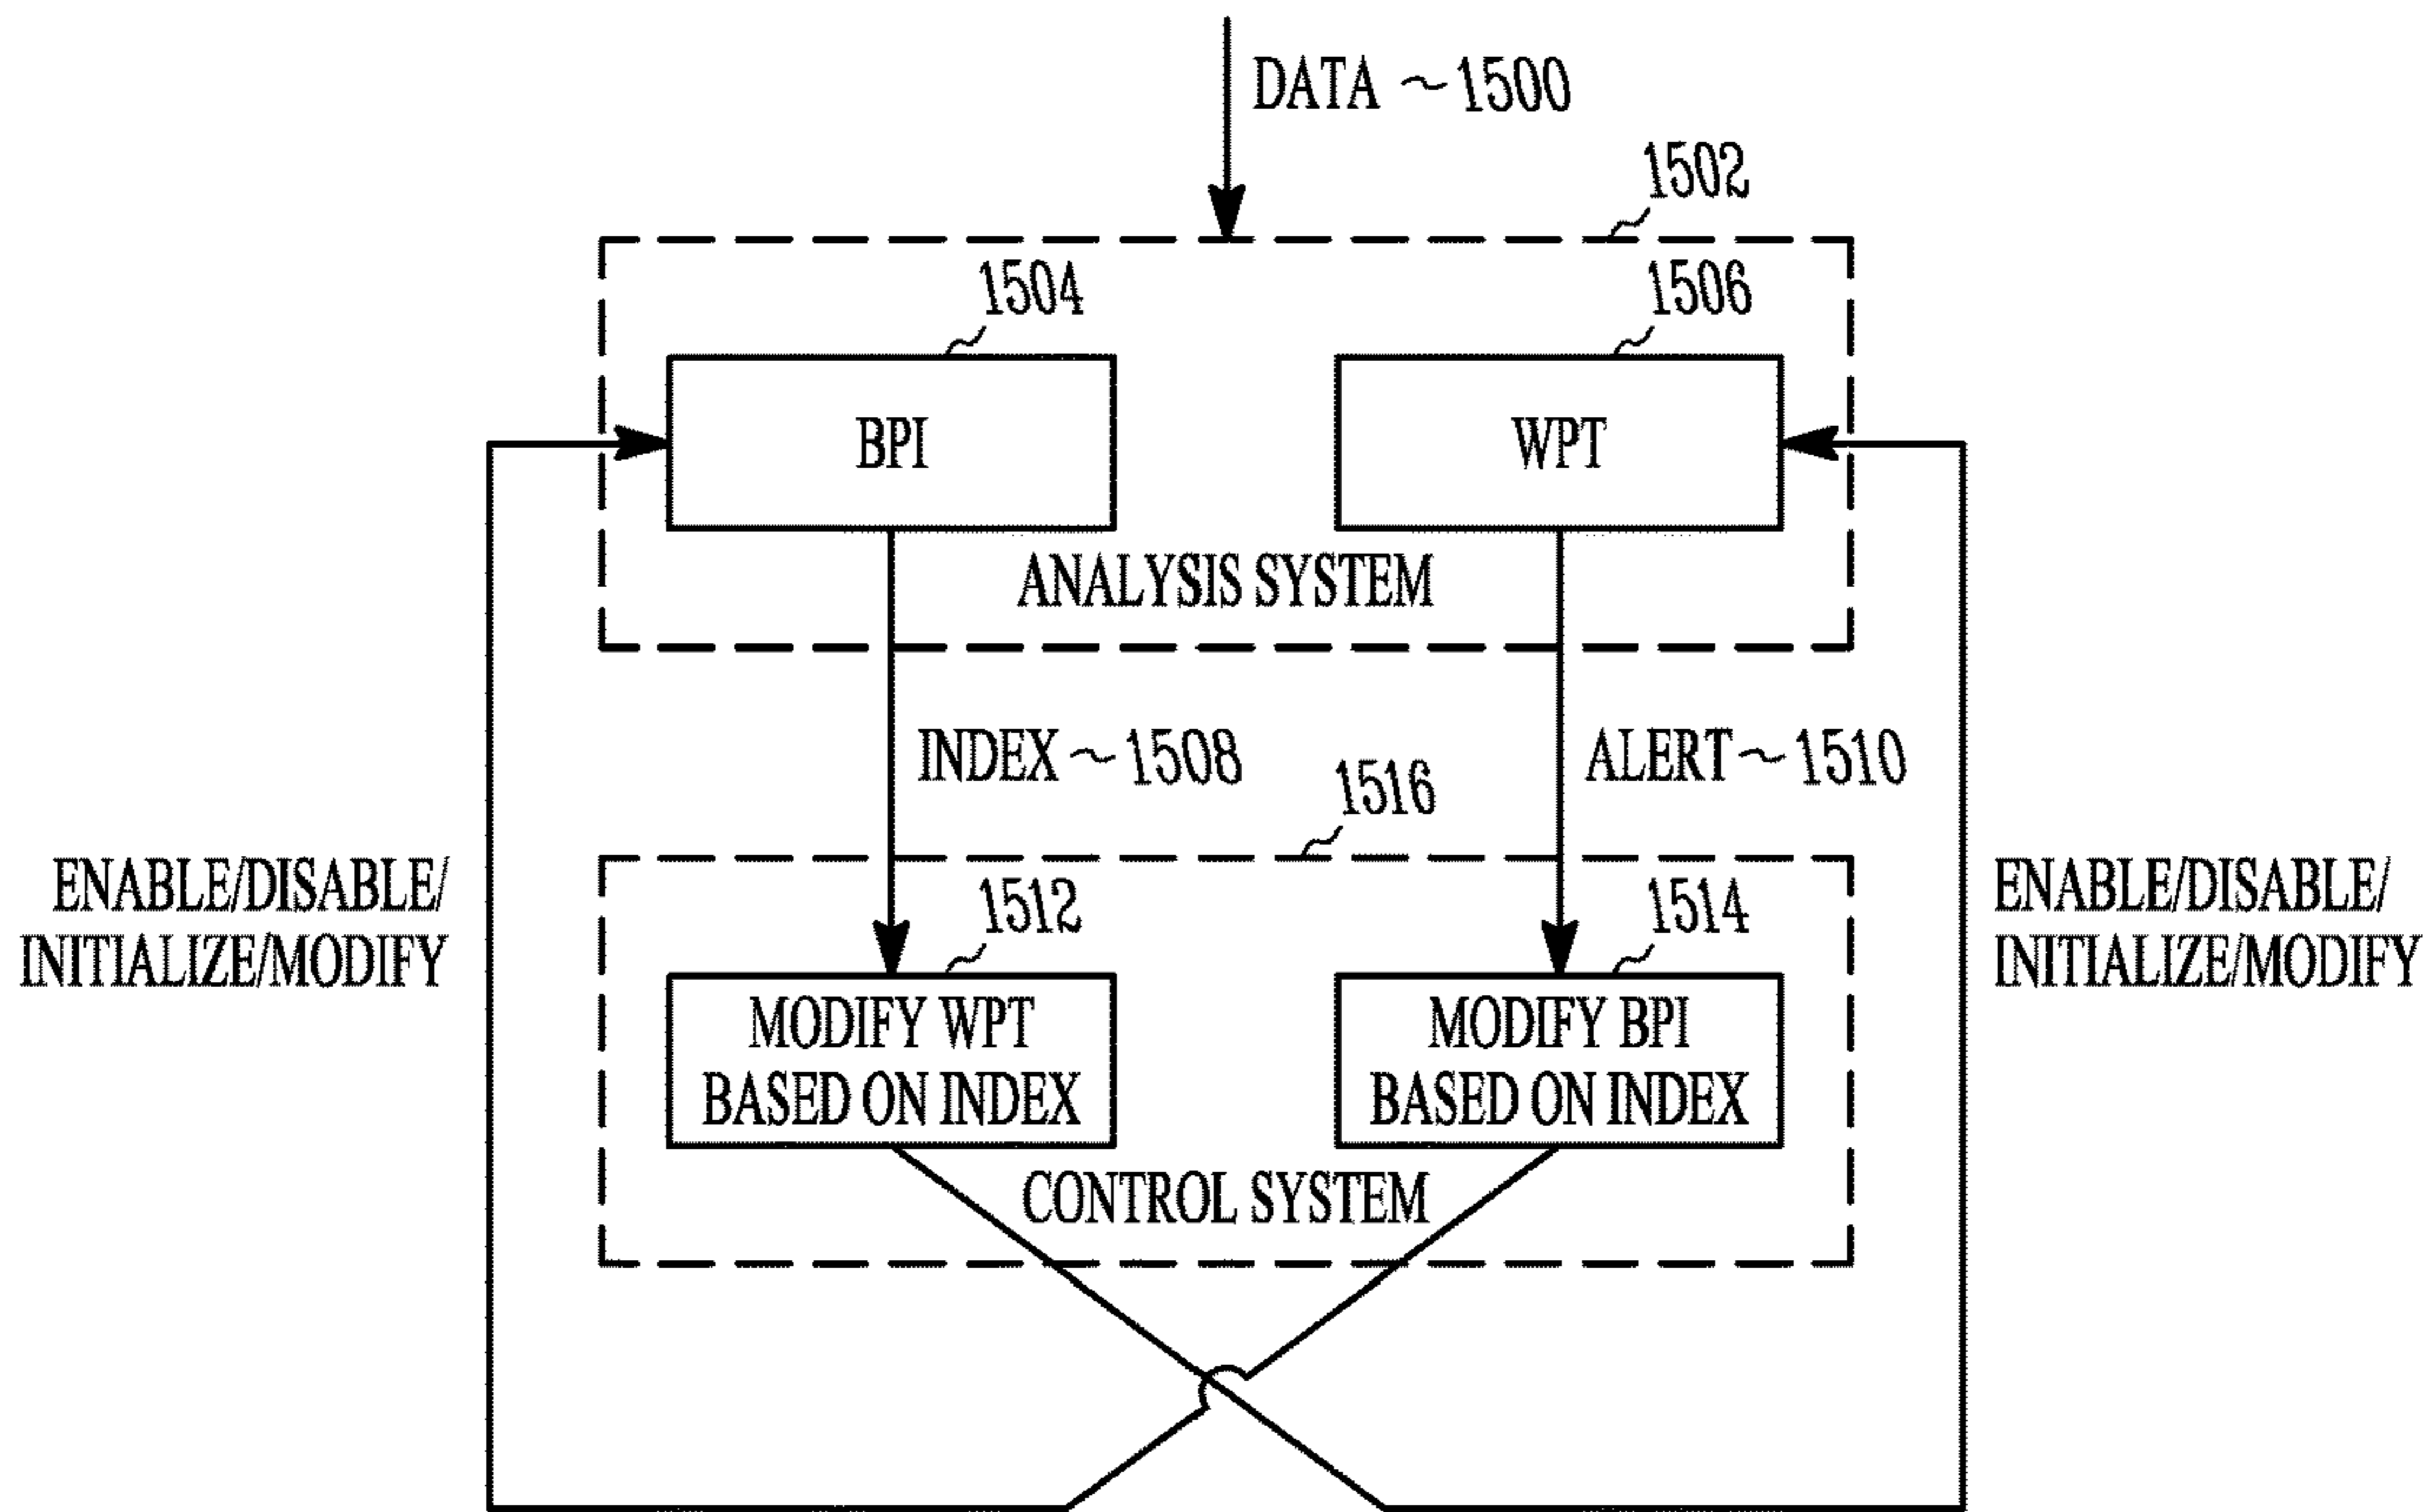 DATA ~1500
1502
1504
1506
BPI
WPT
ANALYSIS SYSTEM
INDEX ~1508
ALERT ~1510
1516
ENABLE/DISABLE/
INITIALIZE/MODIFY
ENABLE/DISABLE/
INITIALIZE/MODIFY
1512
1514
MODIFY WPT
BASED ON INDEX
MODIFY BPI
BASED ON INDEX
CONTROL SYSTEM